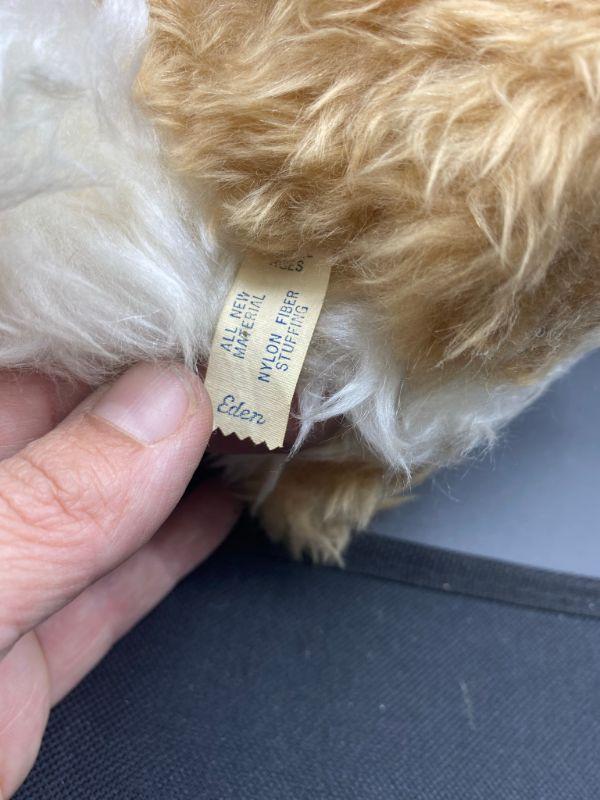 ALL NEW
MATERIAL
NYLON FIBER
STUFFING
Eden